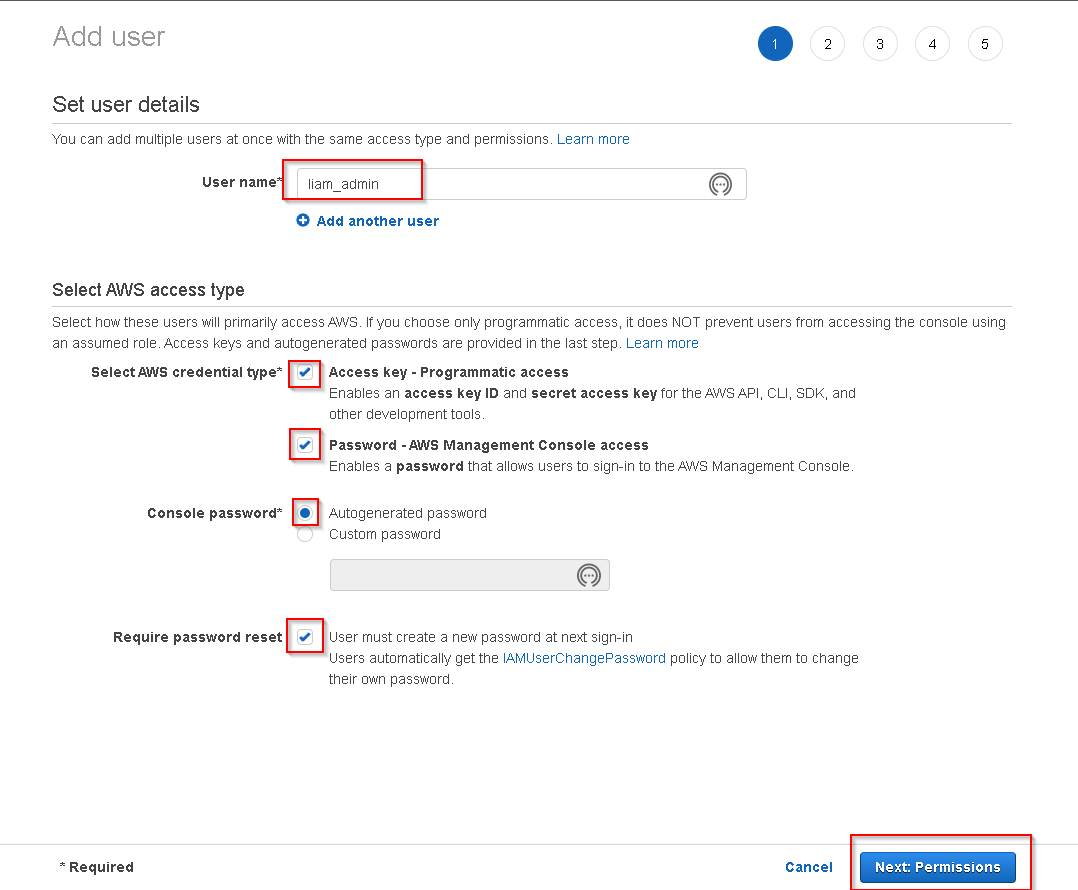 Add user
1 2 3 4 5
Set user details
You can add multiple users at once with the same access type and permissions. Learn more
User name* liam_admin
Add another user
Select AWS access type
Select how these users will primarily access AWS. If you choose only programmatic access, it does NOT prevent users from accessing the console using
an assumed role. Access keys and autogenerated passwords are provided in the last step. Learn more
Select AWS credential type* Access key - Programmatic access
Enables an access key ID and secret access key for the AWS API, CLI, SDK, and
other development tools.
Password - AWS Management Console access
Enables a password that allows users to sign-in to the AWS Management Console.
Console password* Autogenerated password
Custom password
Require password reset User must create a new password at next sign-in
Users automatically get the IAMUserChangePassword policy to allow them to change
their own password.
* Required Cancel Next: Permissions